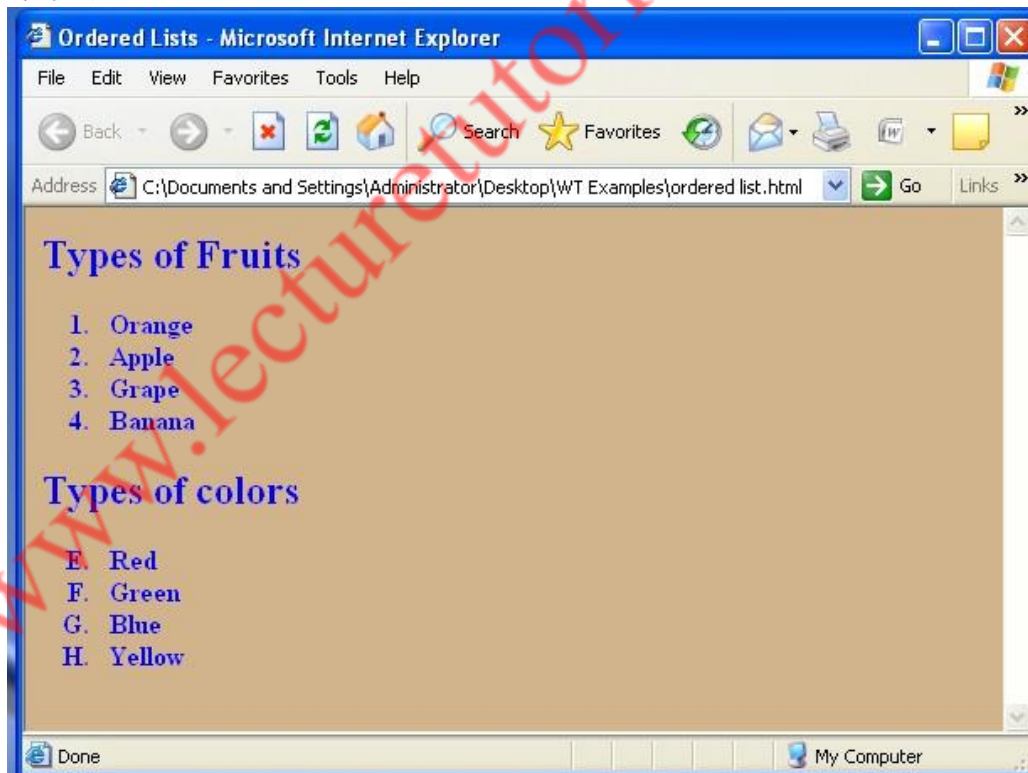 Ordered Lists - Microsoft Internet Explorer
File Edit View Favorites Tools Help
Back Search Favorites »
Address C:\Documents and Settings\Administrator\Desktop\WT Examples\ordered list.html Go Links »
Types of Fruits
1. Orange
2. Apple
3. Grape
4. Banana
Types of colors
E. Red
F. Green
G. Blue
H. Yellow
Done My Computer